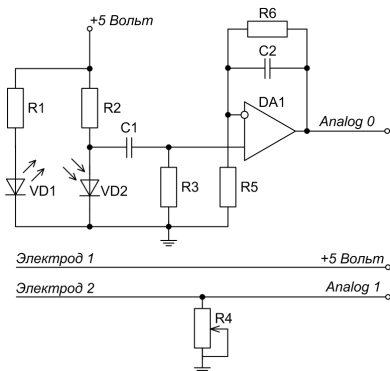 +5 Вольт
R6
C2
DA1
R1
R2
C1
Analog 0
VD1
VD2
R3
R5
Электрод 1
+5 Вольт
Электрод 2
Analog 1
R4